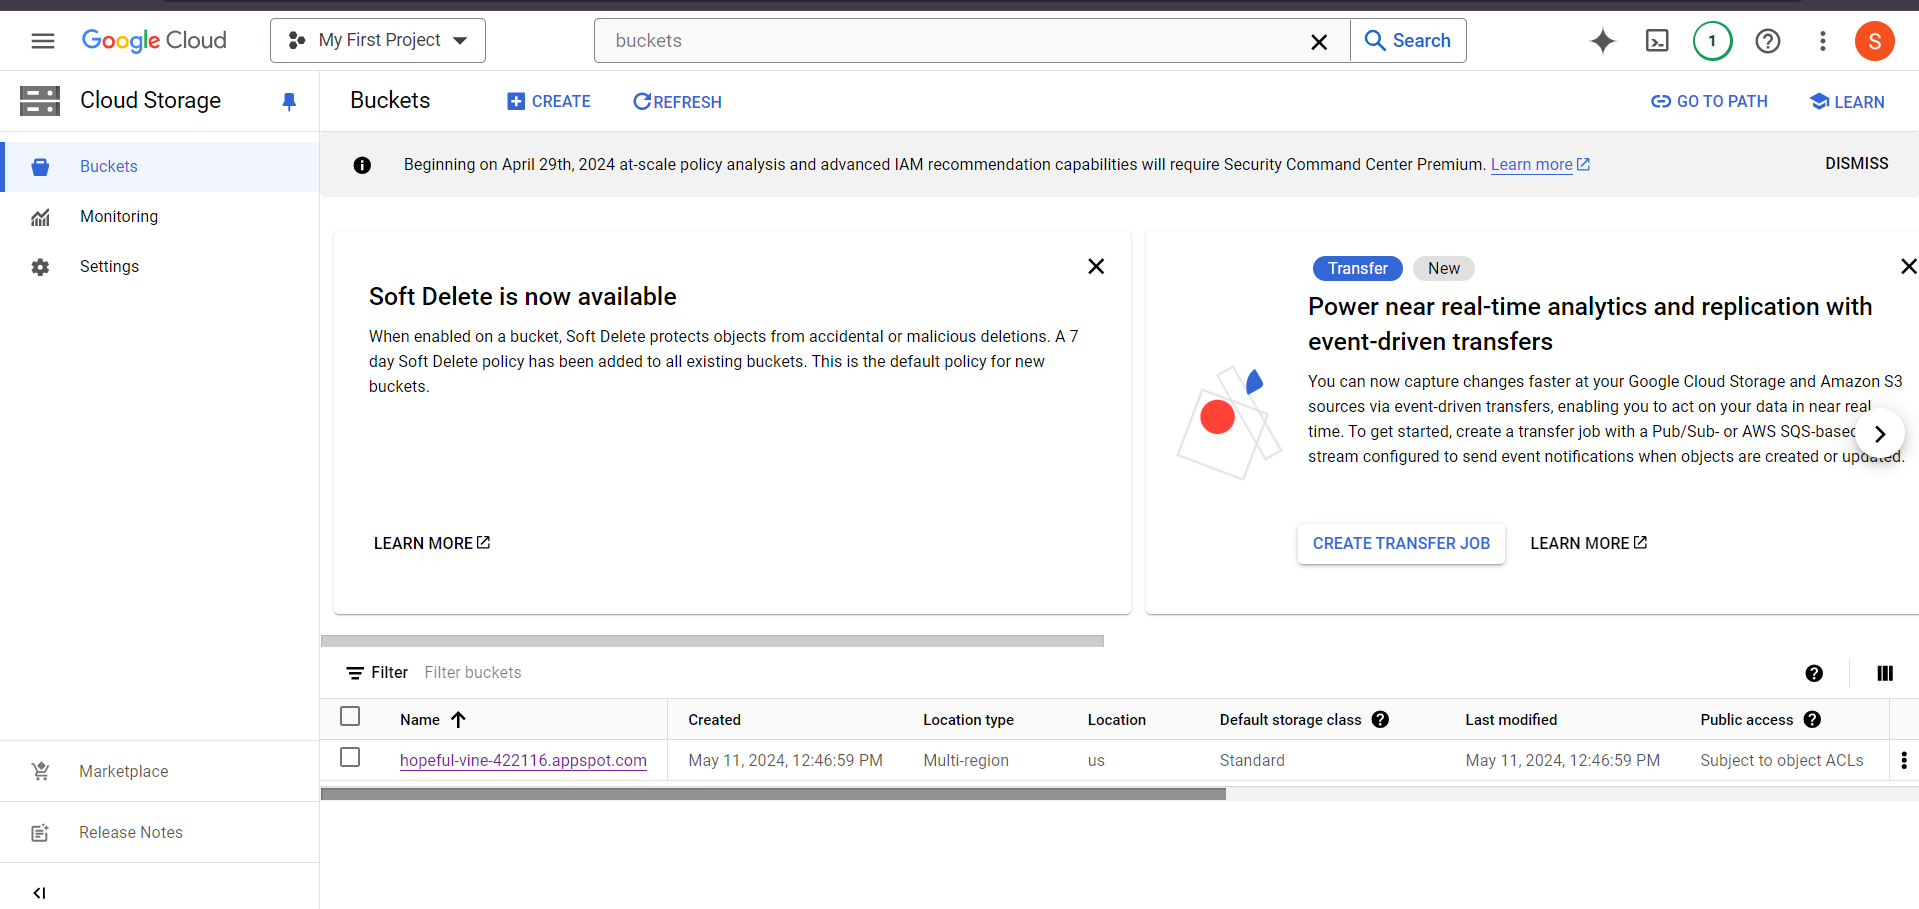 Google Cloud
My First Project
buckets
Search
1
S
Cloud Storage
Buckets
CREATE
REFRESH
GO TO PATH
LEARN
Buckets
Monitoring
Settings
Beginning on April 29th, 2024 at-scale policy analysis and advanced IAM recommendation capabilities will require Security Command Center Premium. Learn more
DISMISS
Soft Delete is now available
When enabled on a bucket, Soft Delete protects objects from accidental or malicious deletions. A 7
day Soft Delete policy has been added to all existing buckets. This is the default policy for new
buckets.
LEARN MORE
Transfer
New
Power near real-time analytics and replication with
event-driven transfers
You can now capture changes faster at your Google Cloud Storage and Amazon S3
sources via event-driven transfers, enabling you to act on your data in near real
time. To get started, create a transfer job with a Pub/Sub- or AWS SQS-based
stream configured to send event notifications when objects are created or updated.
CREATE TRANSFER JOB
LEARN MORE
Filter
Filter buckets
Name
Created
Location type
Location
Default storage class
Last modified
Public access
hopeful-vine-422116.appspot.com
May 11, 2024, 12:46:59 PM
Multi-region
us
Standard
May 11, 2024, 12:46:59 PM
Subject to object ACLs
Marketplace
Release Notes